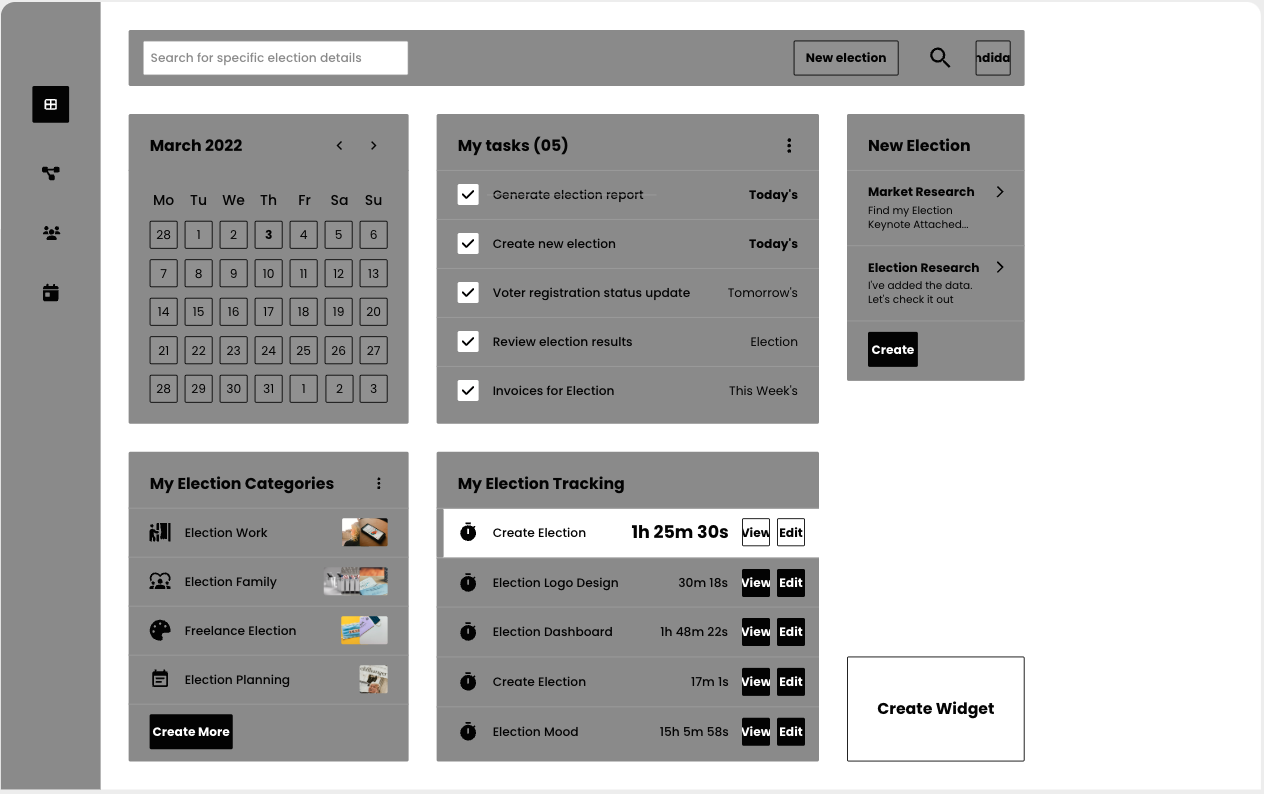 Search for specific election details
New election
ndida
March 2022
Mo Tu We Th Fr Sa Su
28 1 2 3 4 5 6
7 8 9 10 11 12 13
14 15 16 17 18 19 20
21 22 23 24 25 26 27
28 29 30 31 1 2 3
My tasks (05)
Generate election report Today's
Create new election Today's
Voter registration status update Tomorrow's
Review election results Election
Invoices for Election This Week's
New Election
Market Research
Find my Election
Keynote Attached...
Election Research
I've added the data.
Let's check it out
Create
My Election Categories
Election Work
Election Family
Freelance Election
Election Planning
Create More
My Election Tracking
Create Election 1h 25m 30s View Edit
Election Logo Design 30m 18s View Edit
Election Dashboard 1h 48m 22s View Edit
Create Election 17m 1s View Edit
Election Mood 15h 5m 58s View Edit
Create Widget